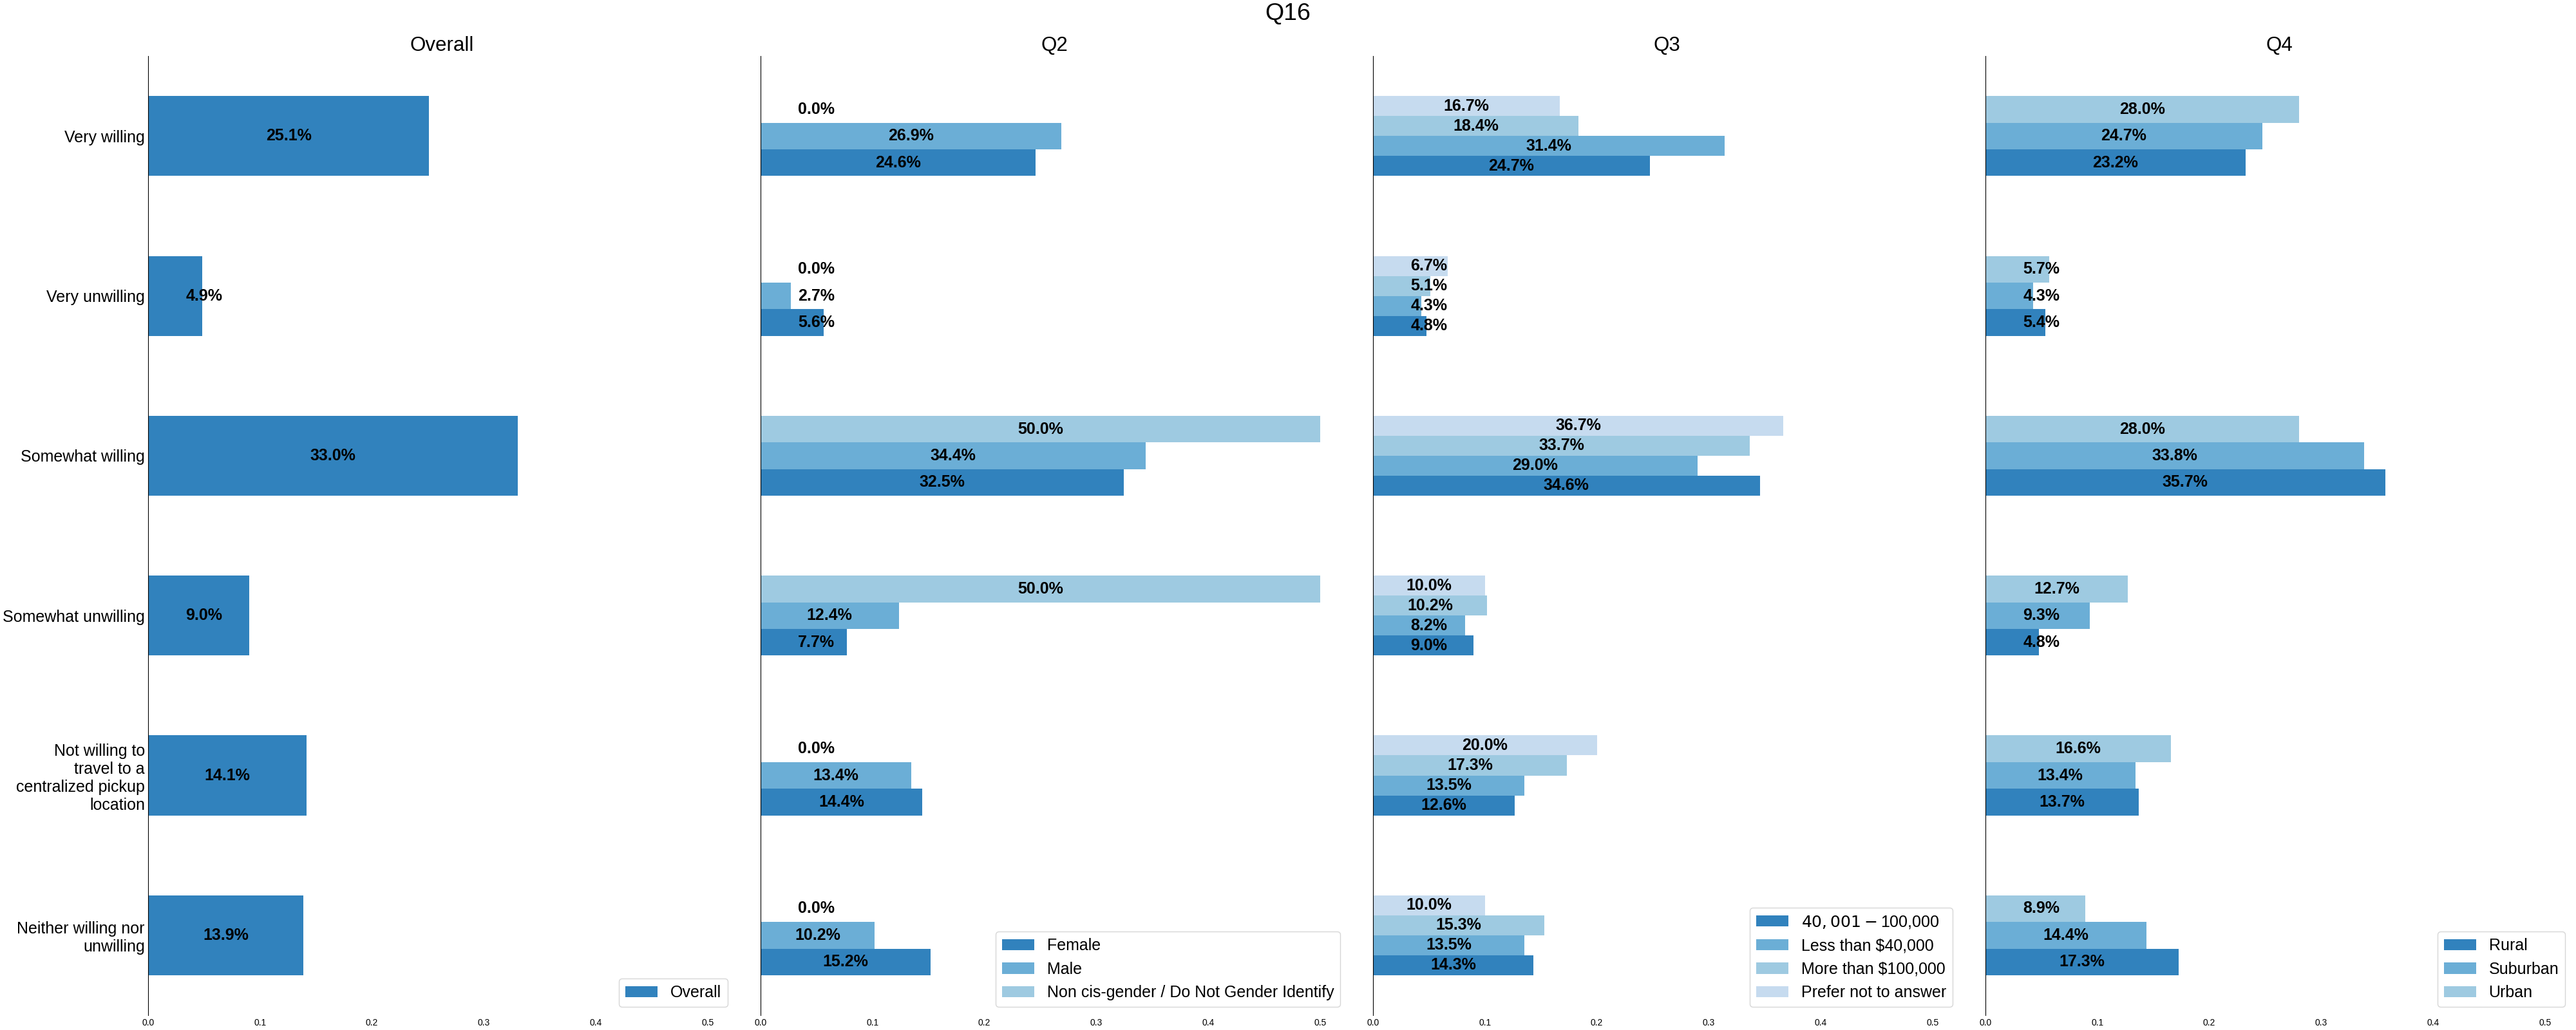 Q16
Overall
Q2
Q3
Q4
Very willing
25.1%
0.0%
26.9%
24.6%
16.7%
18.4%
31.4%
24.7%
28.0%
24.7%
23.2%
Very unwilling
4.9%
0.0%
2.7%
5.6%
6.7%
5.1%
4.3%
4.8%
5.7%
4.3%
5.4%
Somewhat willing
33.0%
50.0%
34.4%
32.5%
36.7%
33.7%
29.0%
34.6%
28.0%
33.8%
35.7%
Somewhat unwilling
9.0%
50.0%
12.4%
7.7%
10.0%
10.2%
8.2%
9.0%
12.7%
9.3%
4.8%
Not willing to
travel to a
centralized pickup
location
14.1%
0.0%
13.4%
14.4%
20.0%
17.3%
13.5%
12.6%
16.6%
13.4%
13.7%
Neither willing nor
unwilling
13.9%
0.0%
10.2%
15.2%
10.0%
15.3%
13.5%
14.3%
8.9%
14.4%
17.3%
Overall
Female
Male
Non cis-gender / Do Not Gender Identify
40,001 − 100,000
Less than $40,000
More than $100,000
Prefer not to answer
Rural
Suburban
Urban
0.0 0.1 0.2 0.3 0.4 0.5
0.0 0.1 0.2 0.3 0.4 0.5
0.0 0.1 0.2 0.3 0.4 0.5
0.0 0.1 0.2 0.3 0.4 0.5